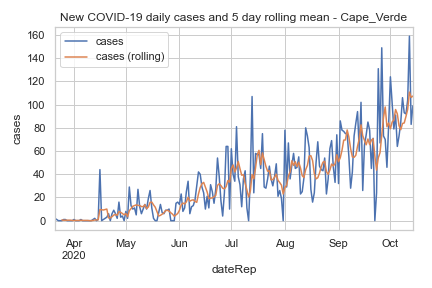 New COVID-19 daily cases and 5 day rolling mean - Cape_Verde
cases
cases (rolling)
160
140
120
100
80
60
40
20
0
cases
Apr
2020
May
Jun
Jul
Aug
Sep
Oct
dateRep